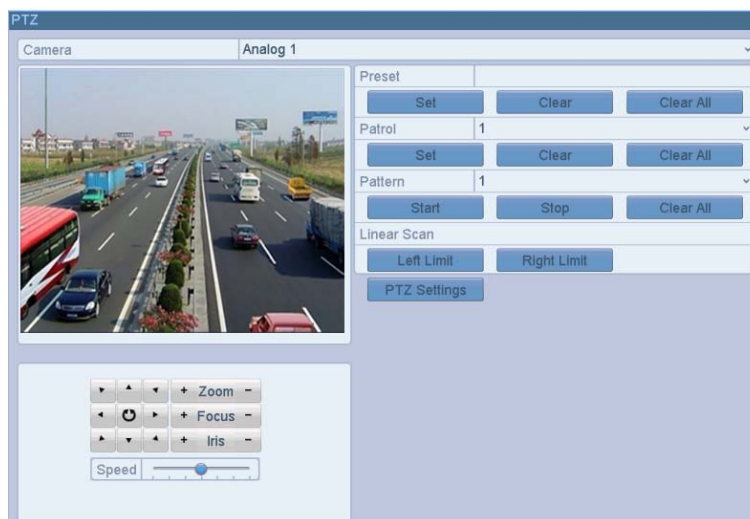 PTZ
Camera Analog 1
Preset
Set Clear Clear All
Patrol 1
Set Clear Clear All
Pattern 1
Start Stop Clear All
Linear Scan
Left Limit Right Limit
PTZ Settings
+ Zoom −
+ Focus −
+ Iris −
Speed